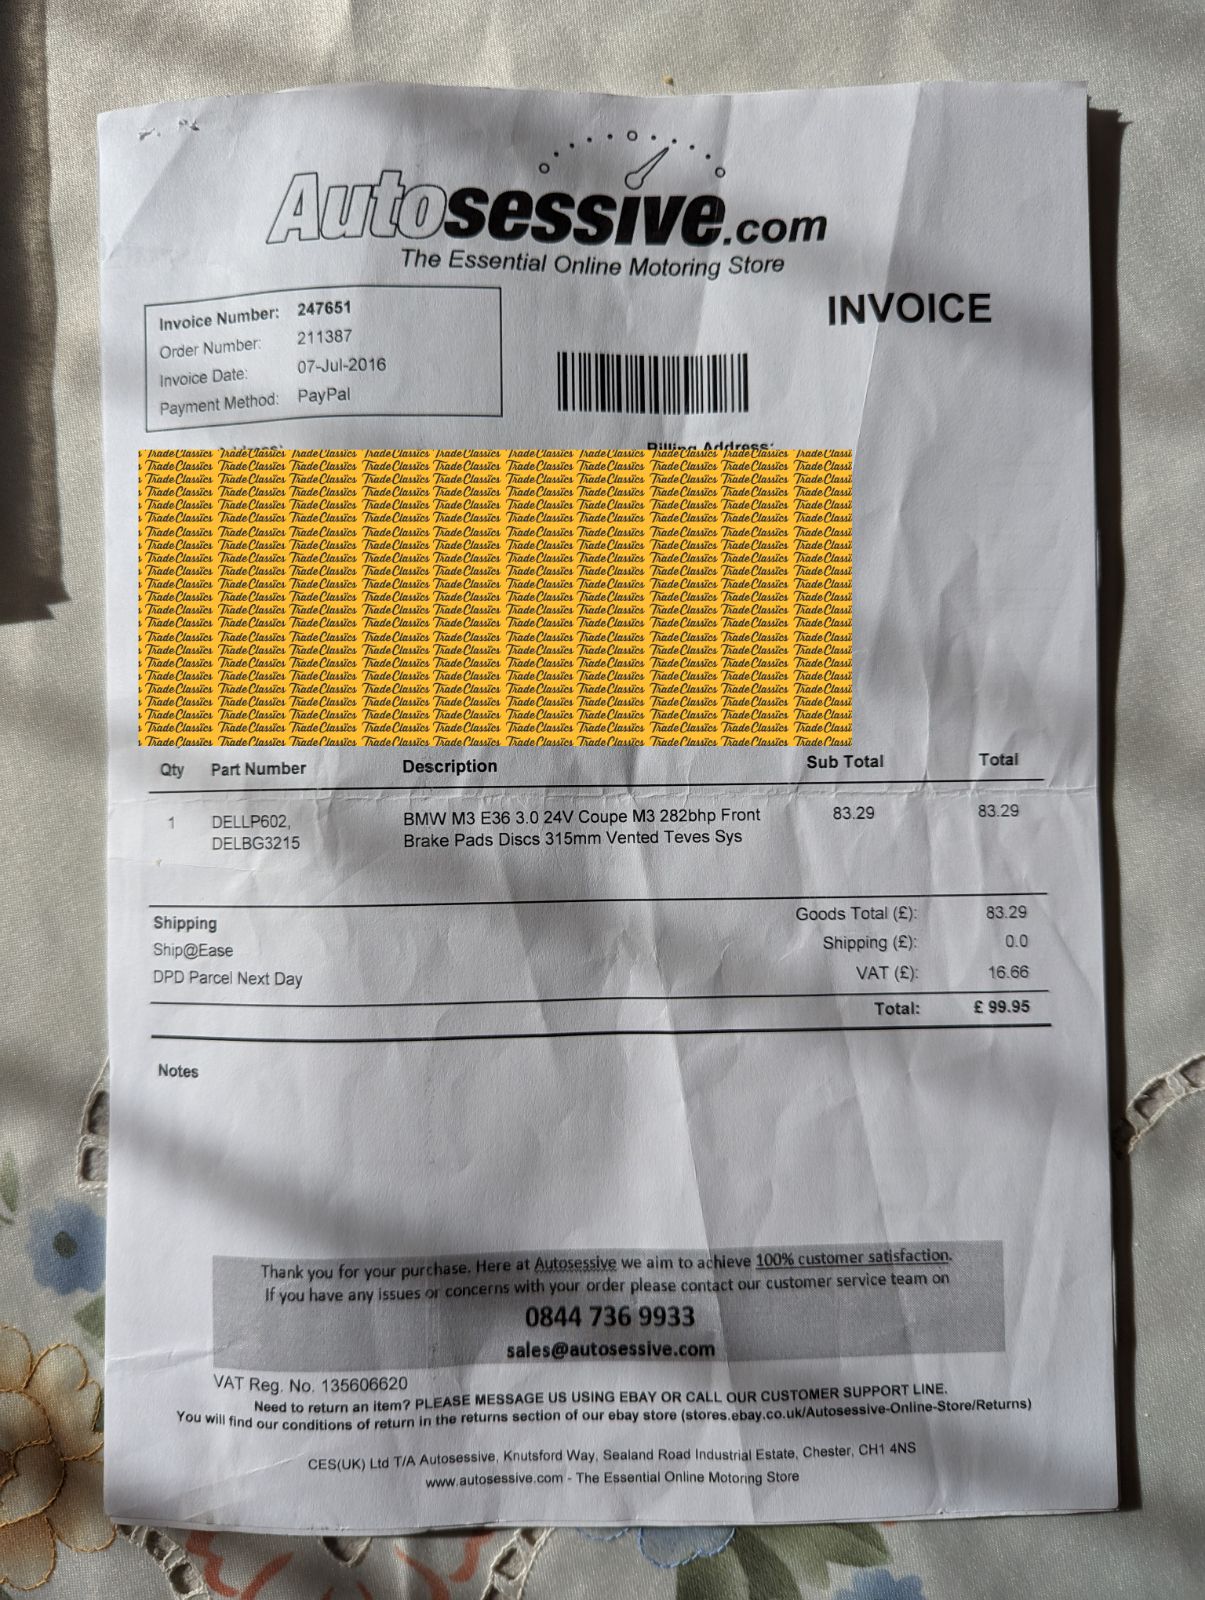 Autosessive.com
The Essential Online Motoring Store
INVOICE
Invoice Number: 247651
Order Number: 211387
Invoice Date: 07-Jul-2016
Payment Method: PayPal
Address:
Billing Address:
Trade Classics
Qty Part Number Description Sub Total Total
1 DELLP602, BMW M3 E36 3.0 24V Coupe M3 282bhp Front 83.29 83.29
DELBG3215 Brake Pads Discs 315mm Vented Teves Sys
Shipping Goods Total (£): 83.29
Ship@Ease Shipping (£): 0.0
DPD Parcel Next Day VAT (£): 16.66
Total: £ 99.95
Notes
Thank you for your purchase. Here at Autosessive we aim to achieve 100% customer satisfaction.
If you have any issues or concerns with your order please contact our customer service team on
0844 736 9933
sales@autosessive.com
VAT Reg. No. 135606620
Need to return an item? PLEASE MESSAGE US USING EBAY OR CALL OUR CUSTOMER SUPPORT LINE.
You will find our conditions of return in the returns section of our ebay store (stores.ebay.co.uk/Autosessive-Online-Store/Returns)
CES(UK) Ltd T/A Autosessive, Knutsford Way, Sealand Road Industrial Estate, Chester, CH1 4NS
www.autosessive.com - The Essential Online Motoring Store